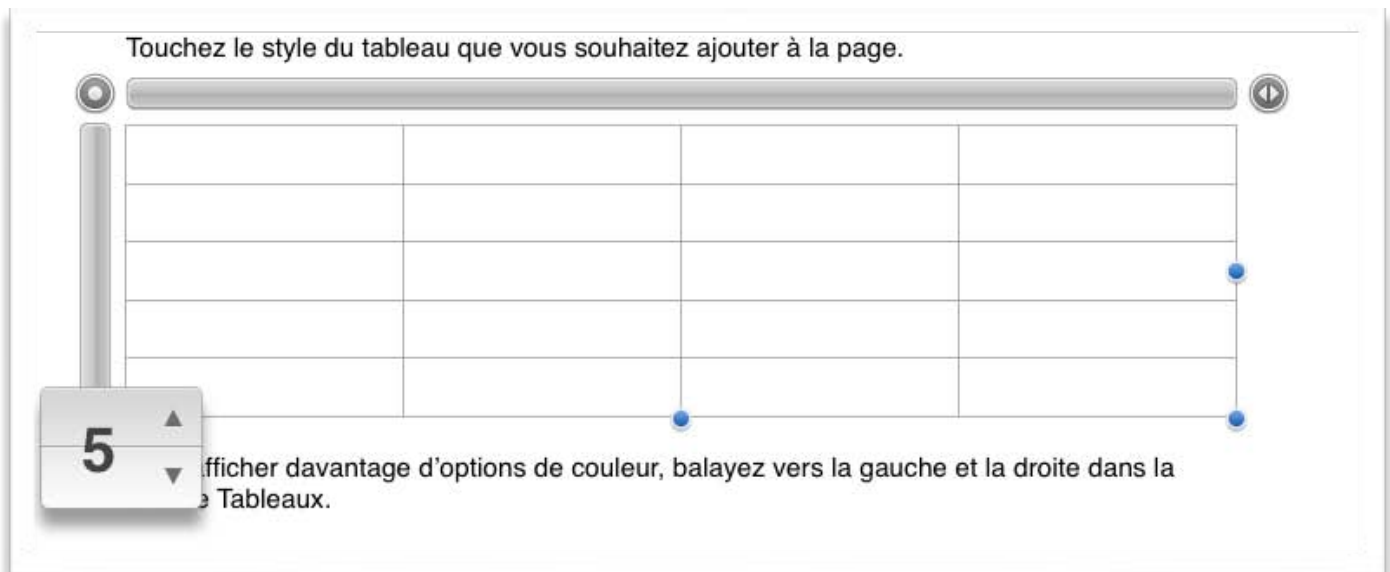 Touchez le style du tableau que vous souhaitez ajouter à la page.
5
fficher davantage d’options de couleur, balayez vers la gauche et la droite dans la
Tableaux.